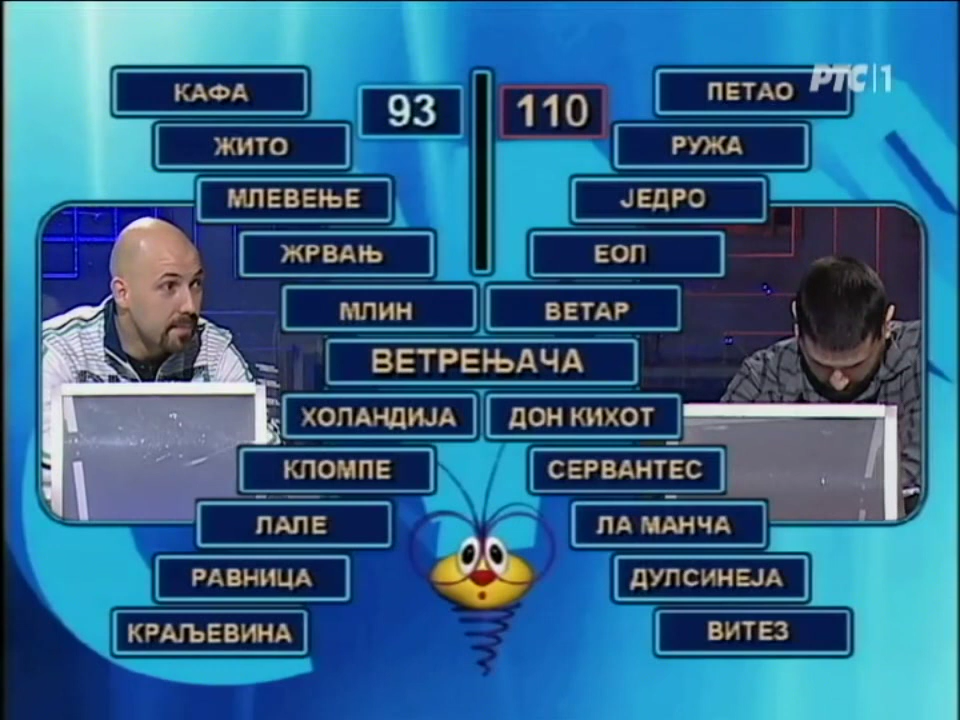 КАФА
ПЕТАО
РТС|1
93
110
ЖИТО
РУЖА
МЛЕВЕЊЕ
ЈЕДРО
ЖРВАЊ
ЕОЛ
МЛИН
ВЕТАР
ВЕТРЕЊАЧА
ХОЛАНДИЈА
ДОН КИХОТ
КЛОМПЕ
СЕРВАНТЕС
ЛАЛЕ
ЛА МАНЧА
РАВНИЦА
ДУЛСИНЕЈА
КРАЉЕВИНА
ВИТЕЗ